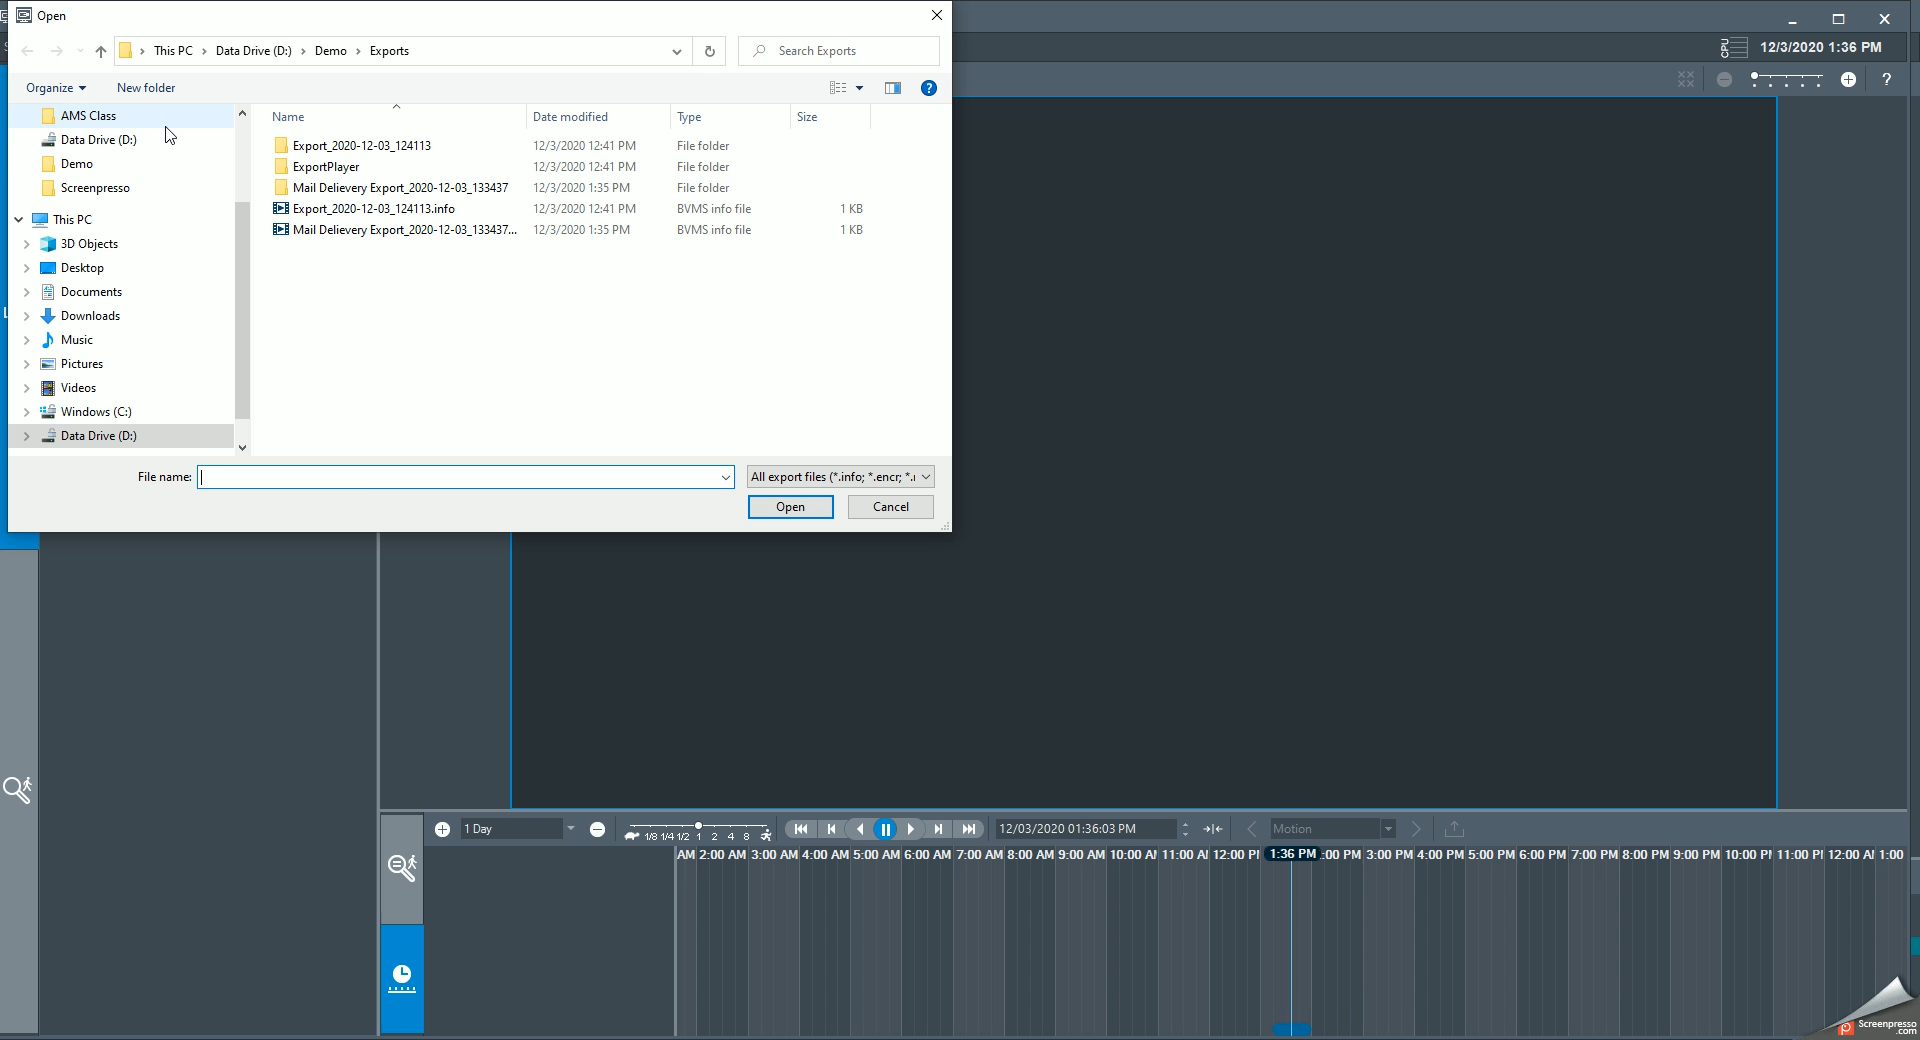 Open
12/3/2020 1:36 PM
CPU
This PC > Data Drive (D:) > Demo > Exports
Search Exports
Organize
New folder
?
?
Name Date modified Type Size
AMS Class
Data Drive (D:)
Demo
Screenpresso
This PC
3D Objects
Desktop
Documents
Downloads
Music
Pictures
Videos
Windows (C:)
Data Drive (D:)
Export_2020-12-03_124113 12/3/2020 12:41 PM File folder
ExportPlayer 12/3/2020 12:41 PM File folder
Mail Delievery Export_2020-12-03_133437 12/3/2020 1:35 PM File folder
Export_2020-12-03_124113.info 12/3/2020 12:41 PM BVMS info file 1 KB
Mail Delievery Export_2020-12-03_133437... 12/3/2020 1:35 PM BVMS info file 1 KB
File name:
All export files (*.info; *.encr; *.
Open
Cancel
1 Day
1/8 1/4 1/2 1 2 4 8
12/03/2020 01:36:03 PM
Motion
AM 2:00 AM 3:00 AM 4:00 AM 5:00 AM 6:00 AM 7:00 AM 8:00 AM 9:00 AM 10:00 A 11:00 A 12:00 P 1:36 PM :00 PM 3:00 PM 4:00 PM 5:00 PM 6:00 PM 7:00 PM 8:00 PM 9:00 PM 10:00 P 11:00 P 12:00 A 1:00
Screenpresso
.com